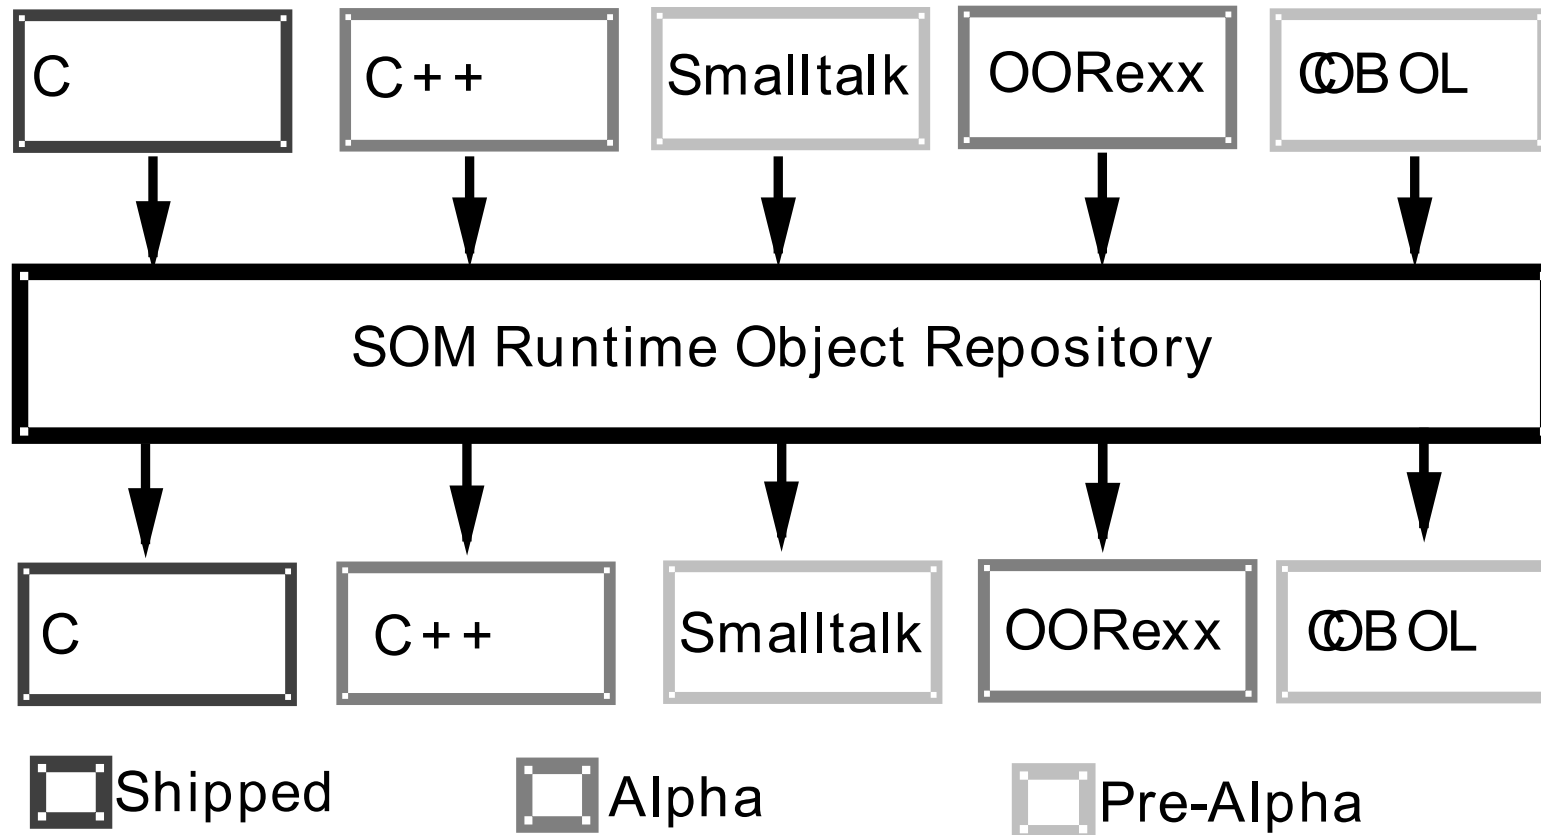 C
C++
Smalltalk
OORexx
COBOL
SOM Runtime Object Repository
C
C++
Smalltalk
OORexx
COBOL
Shipped
Alpha
Pre-Alpha